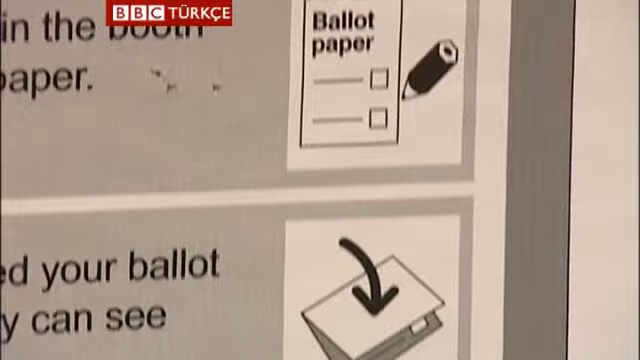 BBC TÜRKÇE
in the booth
paper.
Ballot
paper
ed your ballot
y can see